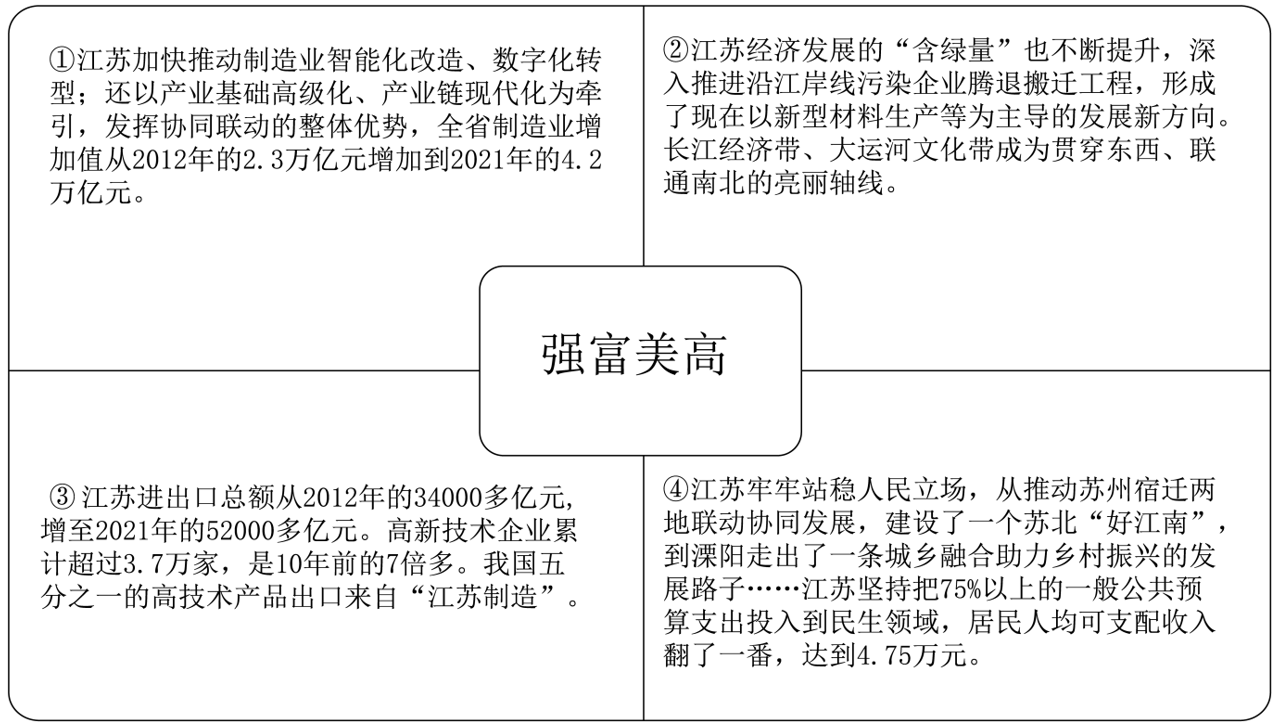 ①江苏加快推动制造业智能化改造、数字化转
型；还以产业基础高级化、产业链现代化为牵
引，发挥协同联动的整体优势，全省制造业增
加值从2012年的2.3万亿元增加到2021年的4.2
万亿元。
②江苏经济发展的“含绿量”也不断提升，深
入推进沿江岸线污染企业腾退搬迁工程，形成
了现在以新型材料生产等为主导的发展新方向。
长江经济带、大运河文化带成为贯穿东西、联
通南北的亮丽轴线。
强富美高
③江苏进出口总额从2012年的34000多亿元,
增至2021年的52000多亿元。高新技术企业累
计超过3.7万家，是10年前的7倍多。我国五
分之一的高技术产品出口来自“江苏制造”。
④江苏牢牢站稳人民立场，从推动苏州宿迁两
地联动协同发展，建设了一个苏北“好江南”，
到溧阳走出了一条城乡融合助力乡村振兴的发
展路子……江苏坚持把75%以上的一般公共预
算支出投入到民生领域，居民人均可支配收入
翻了一番，达到4.75万元。